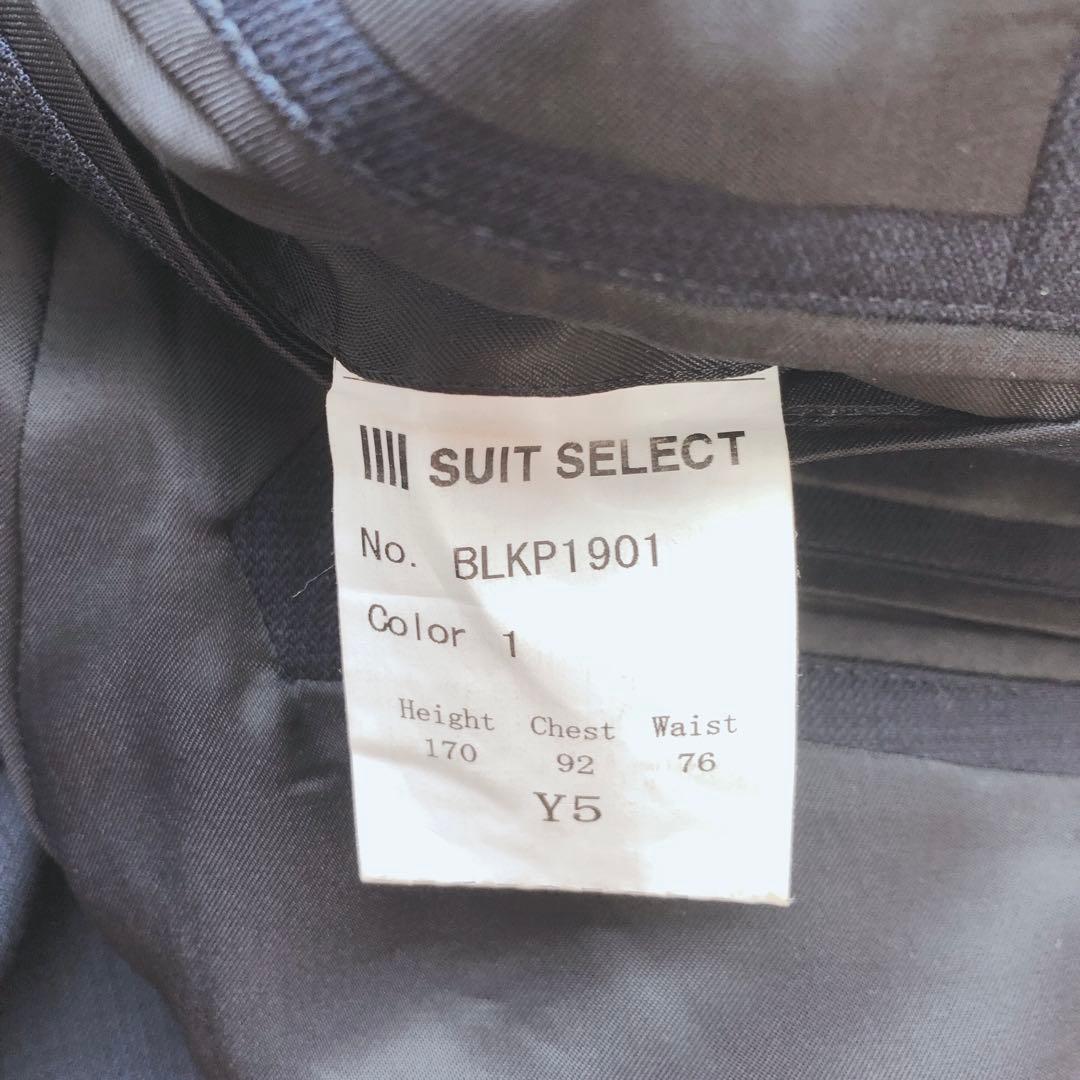 SUIT SELECT
No. BLKP1901
Color 1
Height Chest Waist
170 92 76
Y5